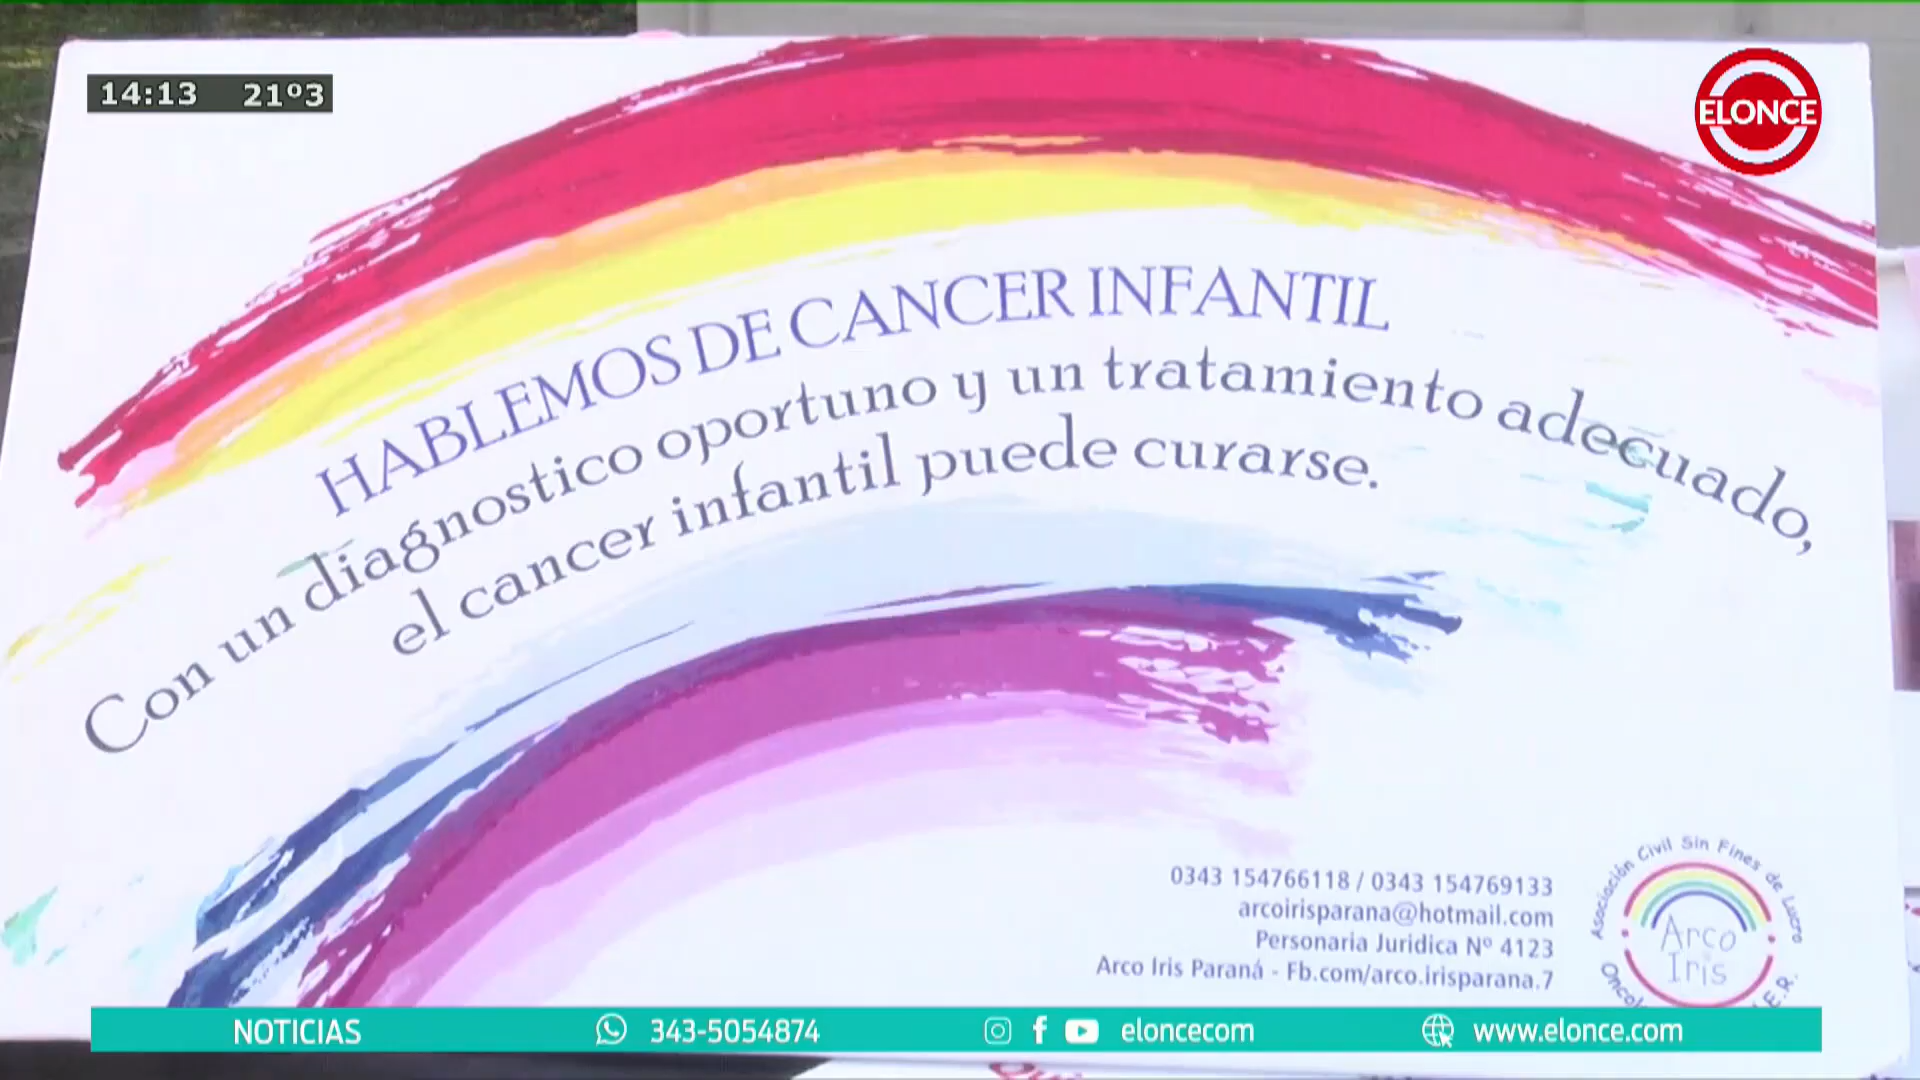 14:13 21º3
ELONCE
HABLEMOS DE CANCER INFANTIL
Con un diagnostico oportuno y un tratamiento adecuado,
el cancer infantil puede curarse.
0343 154766118 / 0343 154769133
arcoirisparana@hotmail.com
Personaria Juridica Nº 4123
Arco Iris Paraná - Fb.com/arco.irisparana.7
Asociación Civil Sin Fines de Lucro
Arco
Iris
E.R.
NOTICIAS 343-5054874 eloncecom www.elonce.com